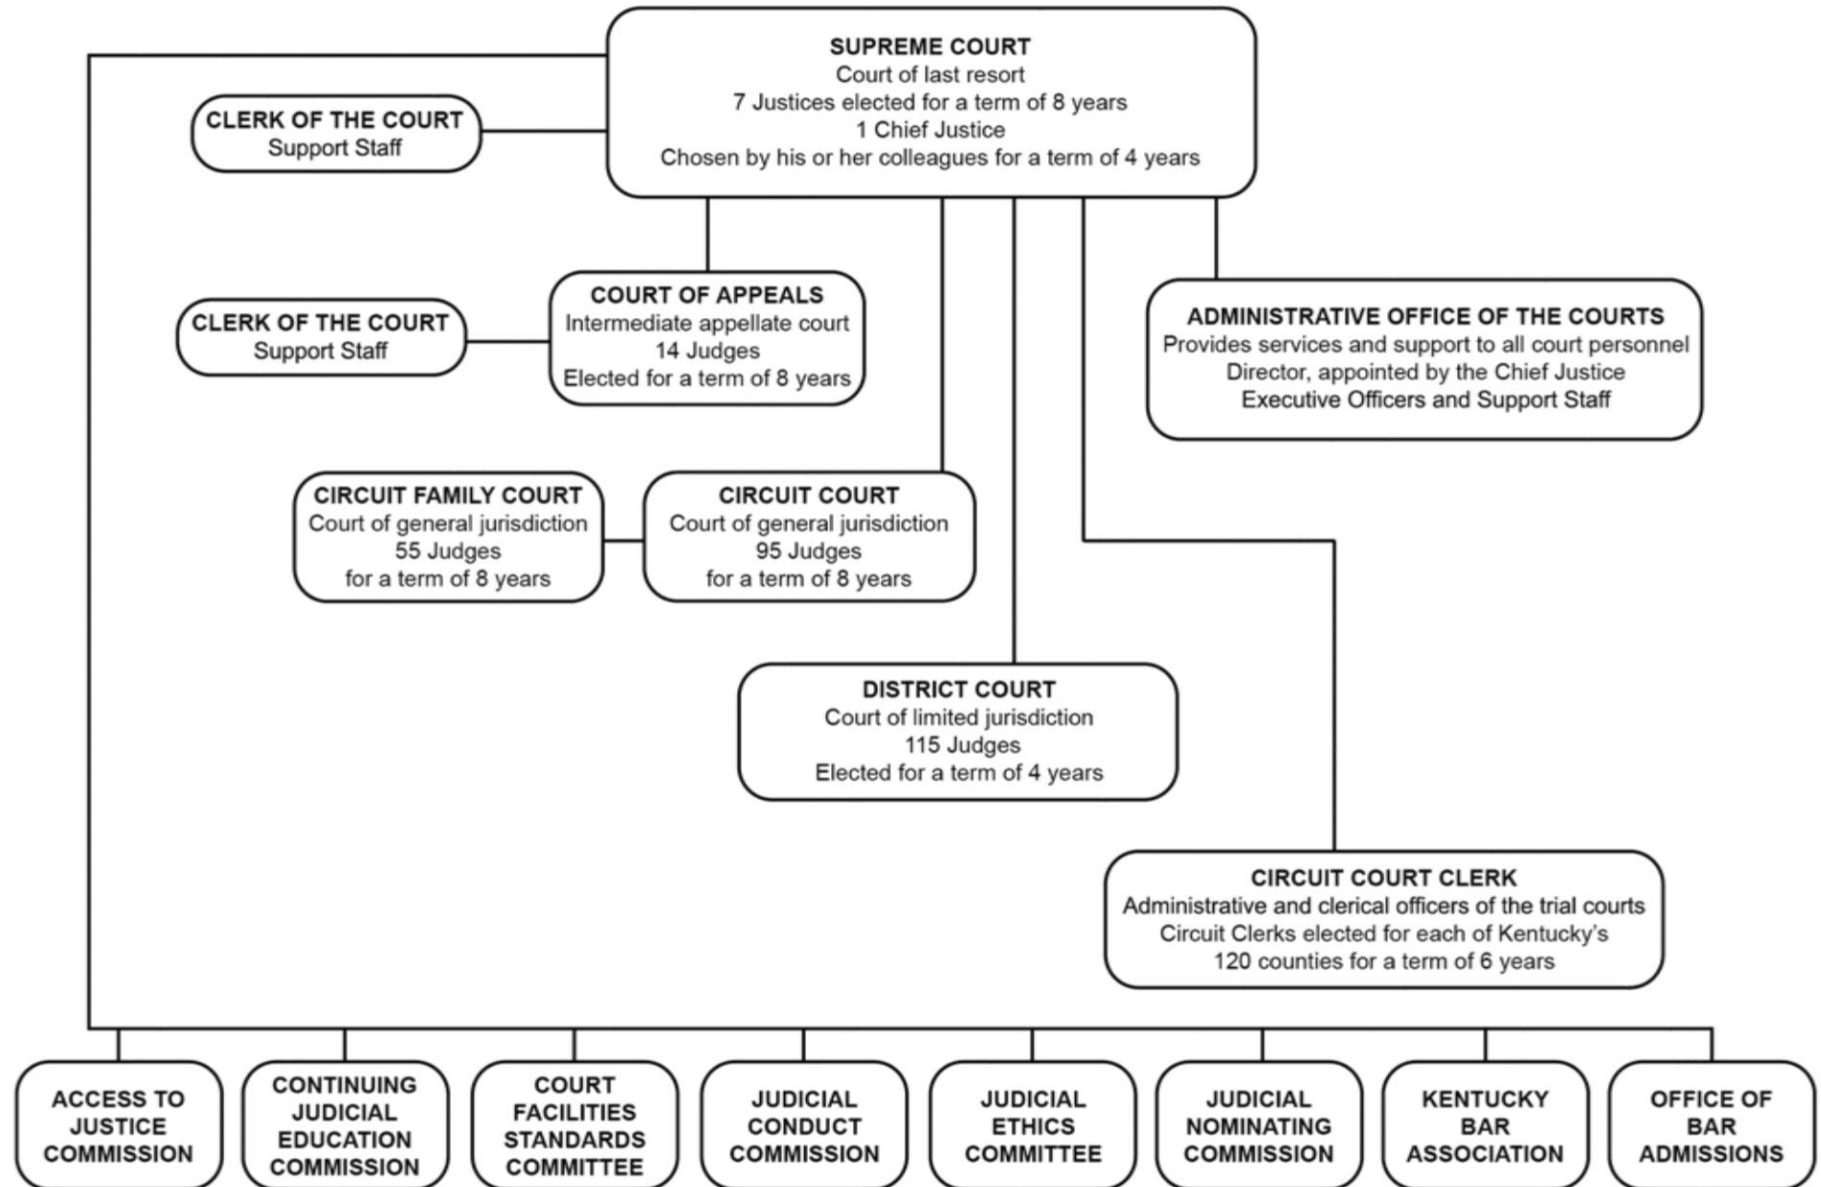 SUPREME COURT
Court of last resort
7 Justices elected for a term of 8 years
1 Chief Justice
Chosen by his or her colleagues for a term of 4 years
CLERK OF THE COURT
Support Staff
COURT OF APPEALS
Intermediate appellate court
14 Judges
Elected for a term of 8 years
CLERK OF THE COURT
Support Staff
ADMINISTRATIVE OFFICE OF THE COURTS
Provides services and support to all court personnel
Director, appointed by the Chief Justice
Executive Officers and Support Staff
CIRCUIT FAMILY COURT
Court of general jurisdiction
55 Judges
for a term of 8 years
CIRCUIT COURT
Court of general jurisdiction
95 Judges
for a term of 8 years
DISTRICT COURT
Court of limited jurisdiction
115 Judges
Elected for a term of 4 years
CIRCUIT COURT CLERK
Administrative and clerical officers of the trial courts
Circuit Clerks elected for each of Kentucky’s
120 counties for a term of 6 years
ACCESS TO
JUSTICE
COMMISSION
CONTINUING
JUDICIAL
EDUCATION
COMMISSION
COURT
FACILITIES
STANDARDS
COMMITTEE
JUDICIAL
CONDUCT
COMMISSION
JUDICIAL
ETHICS
COMMITTEE
JUDICIAL
NOMINATING
COMMISSION
KENTUCKY
BAR
ASSOCIATION
OFFICE OF
BAR
ADMISSIONS